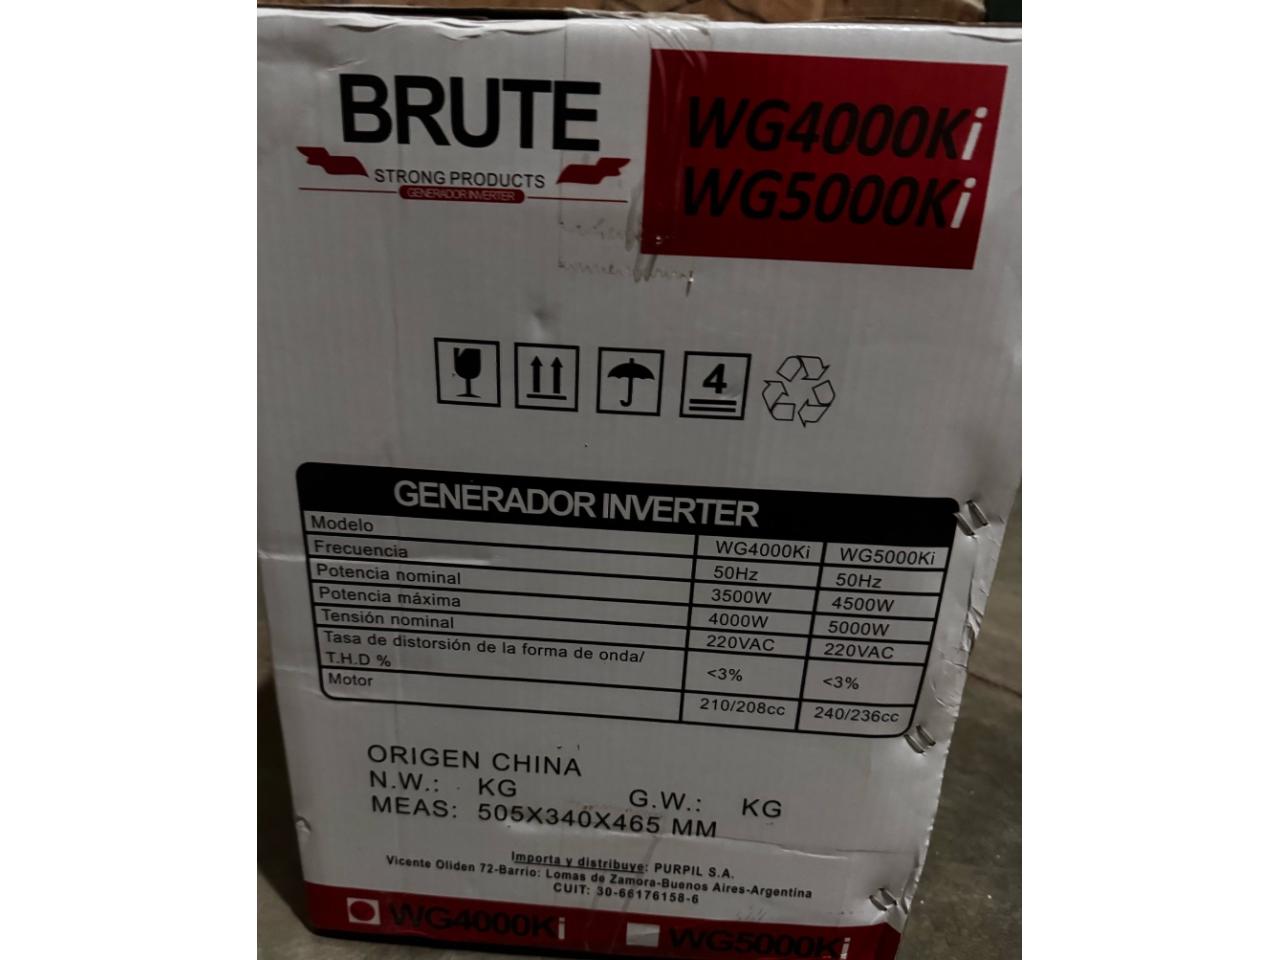 BRUTE
STRONG PRODUCTS
GENERADOR INVERTER
WG4000Ki
WG5000Ki
4
GENERADOR INVERTER
Modelo WG4000Ki WG5000Ki
Frecuencia 50Hz 50Hz
Potencia nominal 3500W 4500W
Potencia máxima 4000W 5000W
Tensión nominal 220VAC 220VAC
Tasa de distorsión de la forma de onda/
T.H.D % <3% <3%
Motor 210/208cc 240/236cc
ORIGEN CHINA
N.W.: KG G.W.: KG
MEAS: 505X340X465 MM
Importa y distribuye: PURPIL S.A.
Vicente Oliden 72-Barrio: Lomas de Zamora-Buenos Aires-Argentina
CUIT: 30-66176158-6
WG4000Ki WG5000Ki